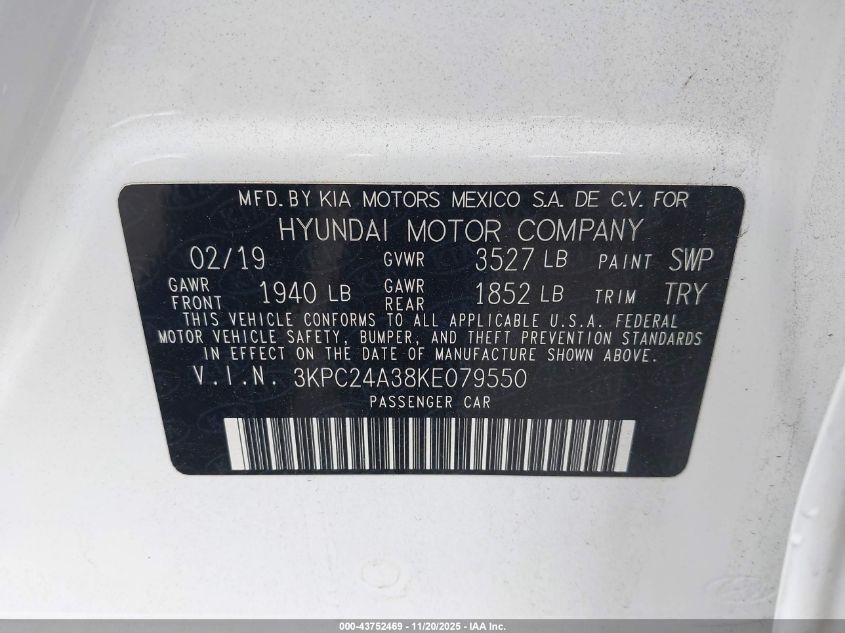 MFD. BY KIA MOTORS MEXICO S.A. DE C.V. FOR
HYUNDAI MOTOR COMPANY
02/19 GVWR 3527 LB PAINT SWP
GAWR FRONT 1940 LB GAWR REAR 1852 LB TRIM TRY
THIS VEHICLE CONFORMS TO ALL APPLICABLE U.S.A. FEDERAL
MOTOR VEHICLE SAFETY, BUMPER, AND THEFT PREVENTION STANDARDS
IN EFFECT ON THE DATE OF MANUFACTURE SHOWN ABOVE.
V.I.N. 3KPC24A38KE079550
PASSENGER CAR
000-43752469 - 11/20/2025 - IAA Inc.